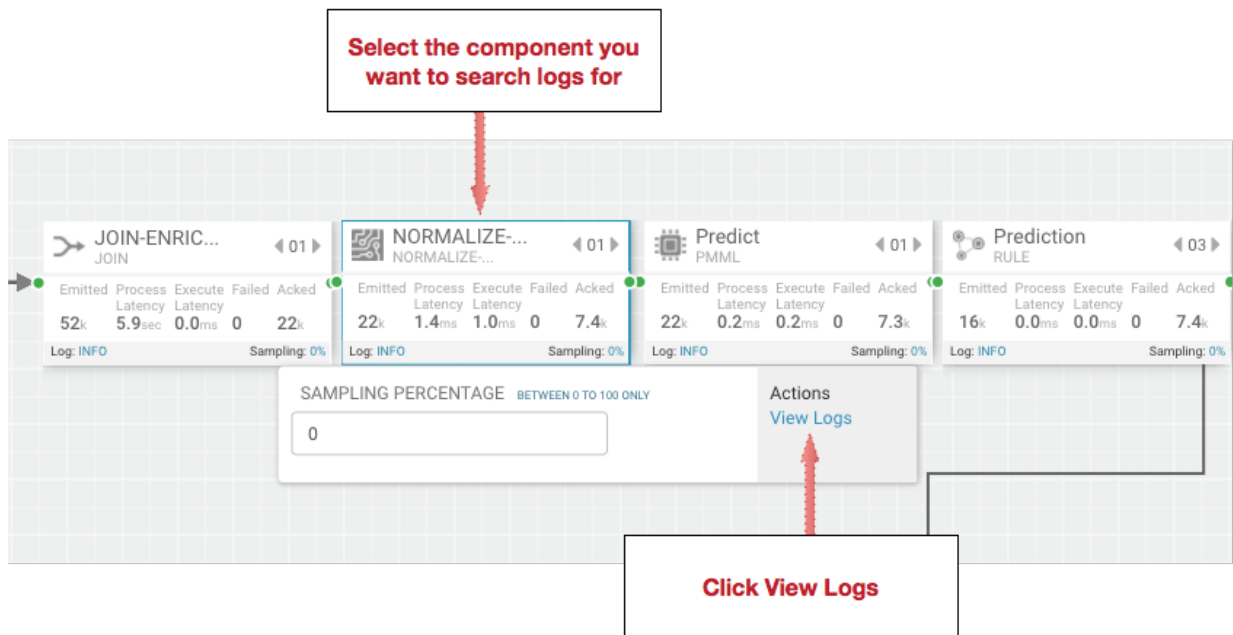 Select the component you
want to search logs for
JOIN-ENRIC...
JOIN
01
Emitted Process Latency Execute Latency Failed Acked
52k 5.9sec 0.0ms 0 22k
Log: INFO Sampling: 0%
NORMALIZE-...
NORMALIZE-...
01
Emitted Process Latency Execute Latency Failed Acked
22k 1.4ms 1.0ms 0 7.4k
Log: INFO Sampling: 0%
Predict
PMML
01
Emitted Process Latency Execute Latency Failed Acked
22k 0.2ms 0.2ms 0 7.3k
Log: INFO Sampling: 0%
Prediction
RULE
03
Emitted Process Latency Execute Latency Failed Acked
16k 0.0ms 0.0ms 0 7.4k
Log: INFO Sampling: 0%
SAMPLING PERCENTAGE BETWEEN 0 TO 100 ONLY
0
Actions
View Logs
Click View Logs